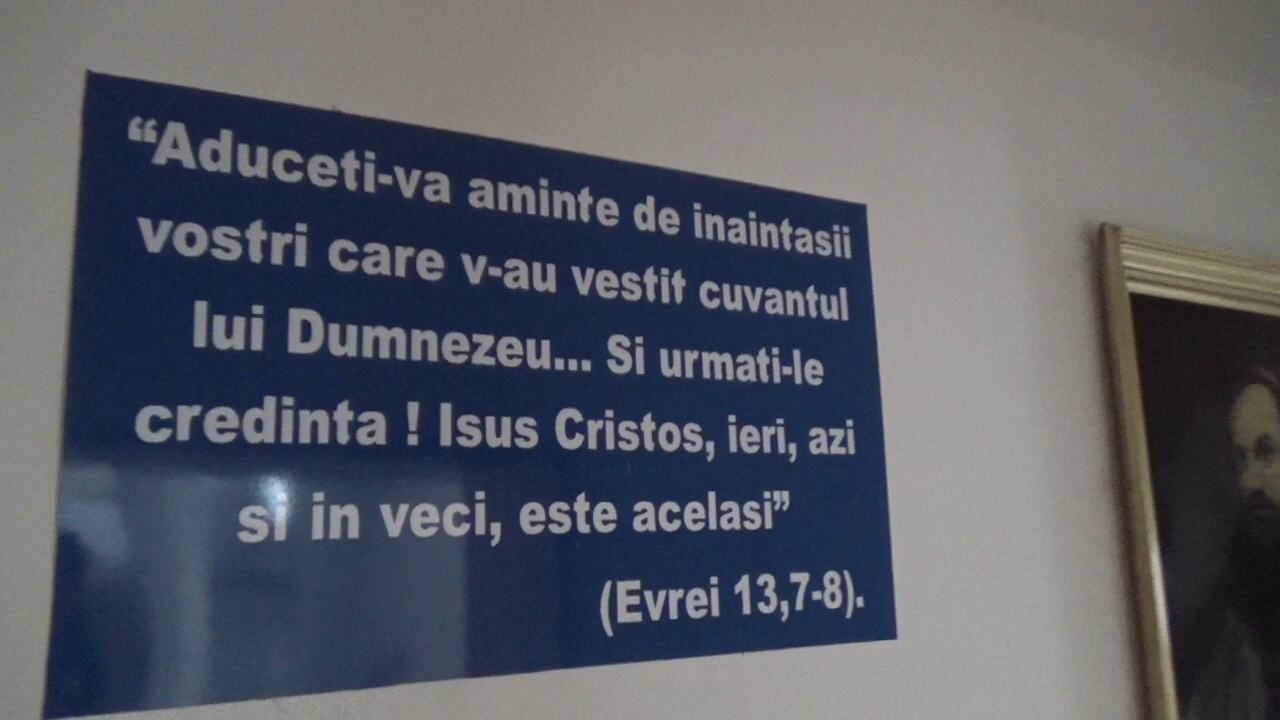 “Aduceti-va aminte de inaintasii
vostri care v-au vestit cuvantul
lui Dumnezeu... Si urmati-le
credinta ! Isus Cristos, ieri, azi
si in veci, este acelasi”
(Evrei 13,7-8).